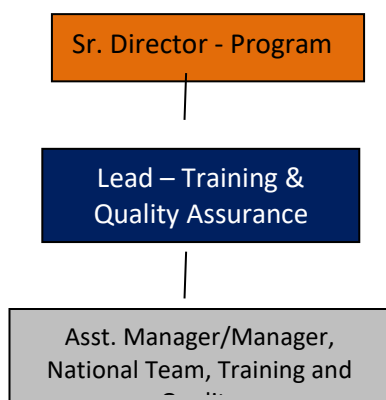 Sr. Director - Program
Lead – Training &
Quality Assurance
Asst. Manager/Manager,
National Team, Training and